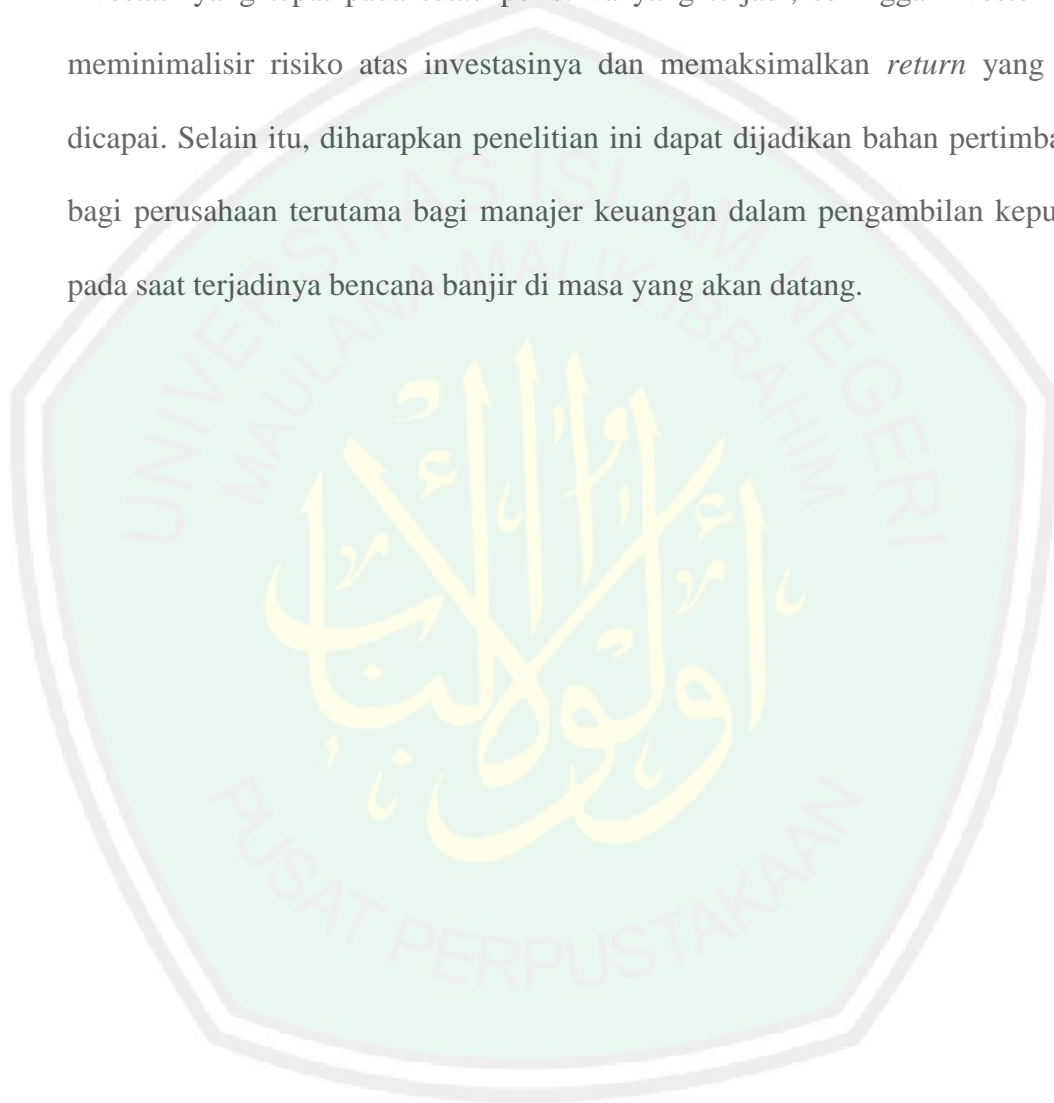 meminimalisir risiko atas investasinya dan memaksimalkan return yang
dicapai. Selain itu, diharapkan penelitian ini dapat dijadikan bahan
bagi perusahaan terutama bagi manajer keuangan dalam pengambilan
pada saat terjadinya bencana banjir di masa yang akan datang.
UNIVERSITAS ISLAM NEGERI
MAULANA MALIK IBRAHIM
PUSAT PERPUSTAKAAN